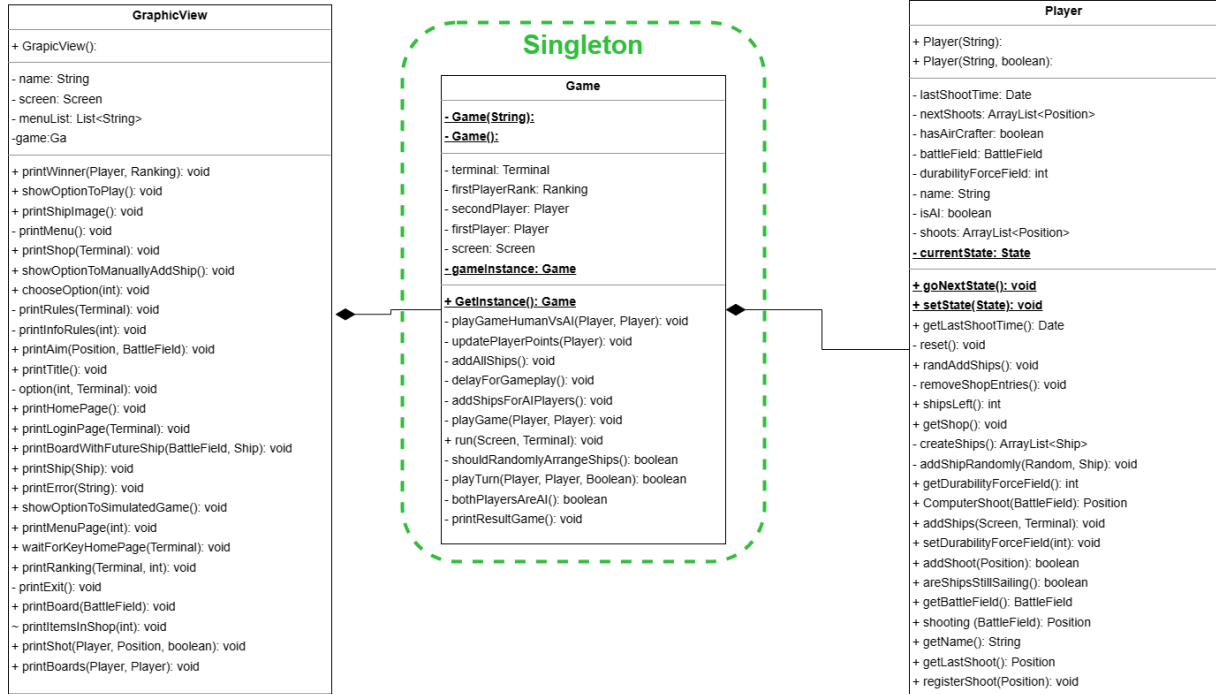 GraphicView
+ GrapicView():
- name: String
- screen: Screen
- menuList: List<String>
-game:Ga
+ printWinner(Player, Ranking): void
+ showOptionToPlay(): void
+ printShipImage(): void
- printMenu(): void
+ printShop(Terminal): void
+ showOptionToManuallyAddShip(): void
+ chooseOption(int): void
- printRules(Terminal): void
- printInfoRules(int): void
+ printAim(Position, BattleField): void
+ printTitle(): void
- option(int, Terminal): void
+ printHomePage(): void
+ printLoginPage(Terminal): void
+ printBoardWithFutureShip(BattleField, Ship): void
+ printShip(Ship): void
+ printError(String): void
+ showOptionToSimulatedGame(): void
+ printMenuPage(int): void
+ waitForKeyHomePage(Terminal): void
+ printRanking(Terminal, int): void
- printExit(): void
+ printBoard(BattleField): void
~ printItemsInShop(int): void
+ printShot(Player, Position, boolean): void
+ printBoards(Player, Player): void
Singleton
Game
- Game(String):
- Game():
- terminal: Terminal
- firstPlayerRank: Ranking
- secondPlayer: Player
- firstPlayer: Player
- screen: Screen
- gameInstance: Game
+ GetInstance(): Game
- playGameHumanVsAI(Player, Player): void
- updatePlayerPoints(Player): void
- addAllShips(): void
- delayForGameplay(): void
- addShipsForAIPlayers(): void
- playGame(Player, Player): void
+ run(Screen, Terminal): void
- shouldRandomlyArrangeShips(): boolean
- playTurn(Player, Player, Boolean): boolean
- bothPlayersAreAI(): boolean
- printResultGame(): void
Player
+ Player(String):
+ Player(String, boolean):
- lastShootTime: Date
- nextShoots: ArrayList<Position>
- hasAirCrafter: boolean
- battleField: BattleField
- durabilityForceField: int
- name: String
- isAI: boolean
- shoots: ArrayList<Position>
- currentState: State
+ goNextState(): void
+ setState(State): void
+ getLastShootTime(): Date
- reset(): void
+ randAddShips(): void
- removeShopEntries(): void
+ shipsLeft(): int
+ getShop(): void
- createShips(): ArrayList<Ship>
- addShipRandomly(Random, Ship): void
+ getDurabilityForceField(): int
+ ComputerShoot(BattleField): Position
+ addShips(Screen, Terminal): void
+ setDurabilityForceField(int): void
+ addShoot(Position): boolean
+ areShipsStillSailing(): boolean
+ getBattleField(): BattleField
+ shooting (BattleField): Position
+ getName(): String
+ getLastShoot(): Position
+ registerShoot(Position): void